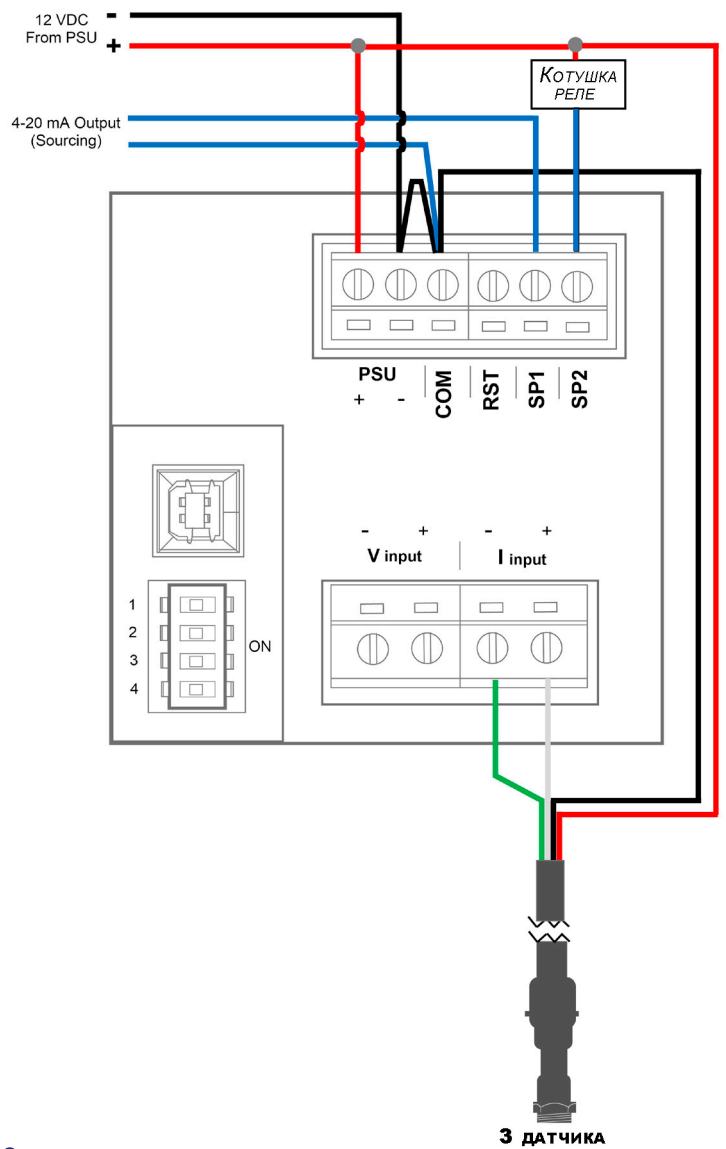 12 VDC -
From PSU +
Котушка
реле
4-20 mA Output
(Sourcing)
PSU COM RST SP1 SP2
+ -
- + - +
V input I input
1
2
ON
3
4
З датчика